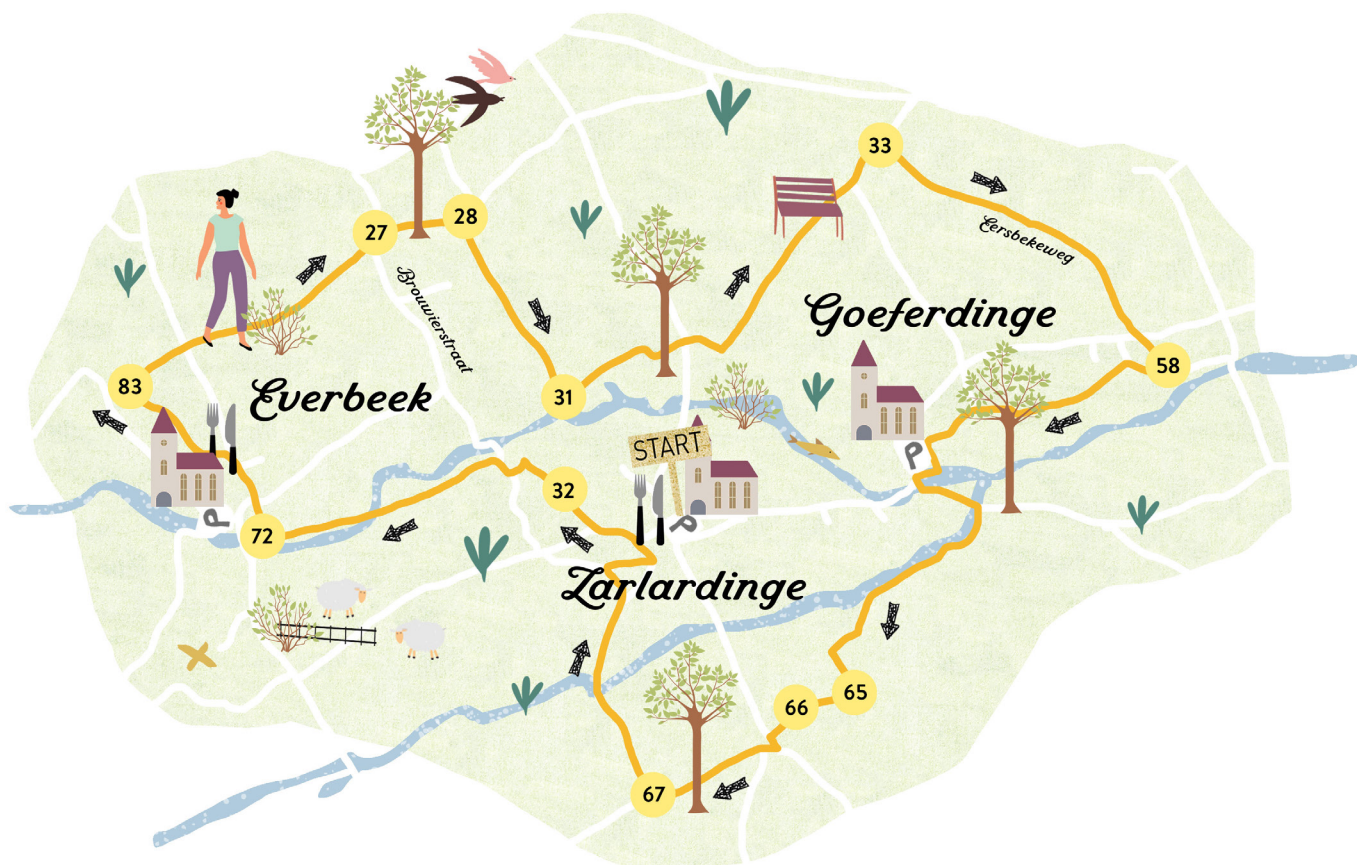 33
28
27
Eersbekeweg
Brouwierstraat
Goeferdinge
58
83
Everbeek
31
START
P
32
P
P
72
Zarlardinge
65
66
67